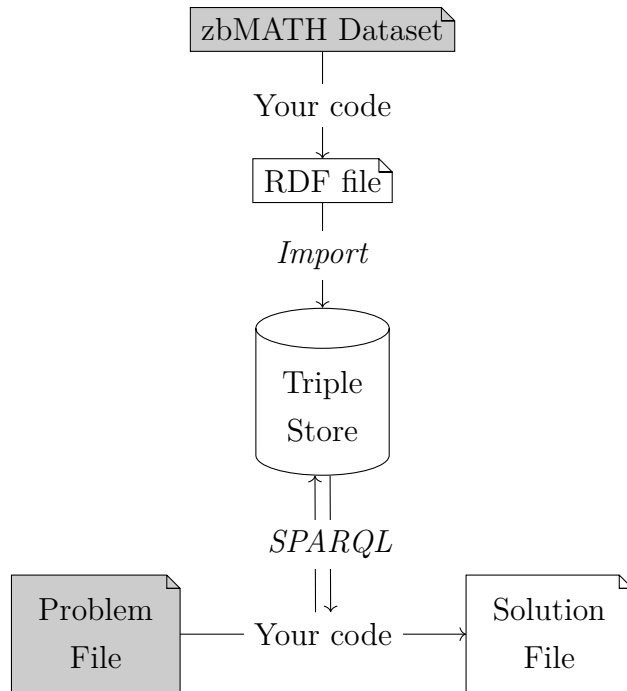 zbMATH Dataset
Your code
RDF file
Import
Triple
Store
SPARQL
Problem
File
Your code
Solution
File